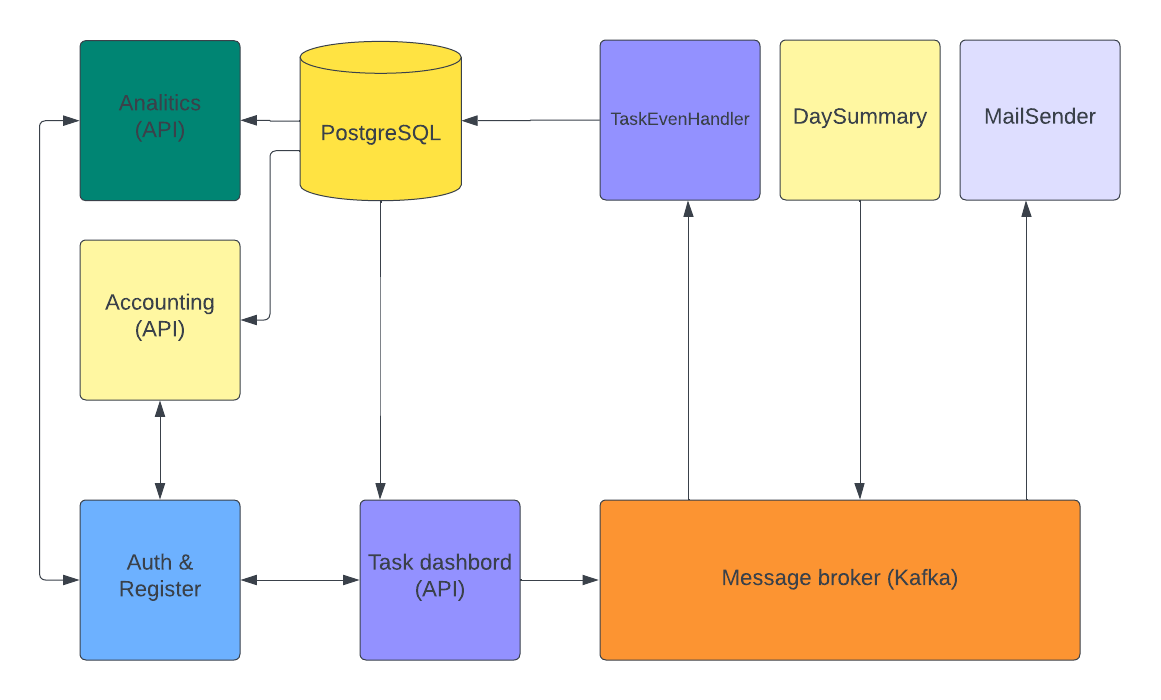 Analitics
(API)
PostgreSQL
TaskEvenHandler
DaySummary
MailSender
Accounting
(API)
Auth &
Register
Task dashbord
(API)
Message broker (Kafka)